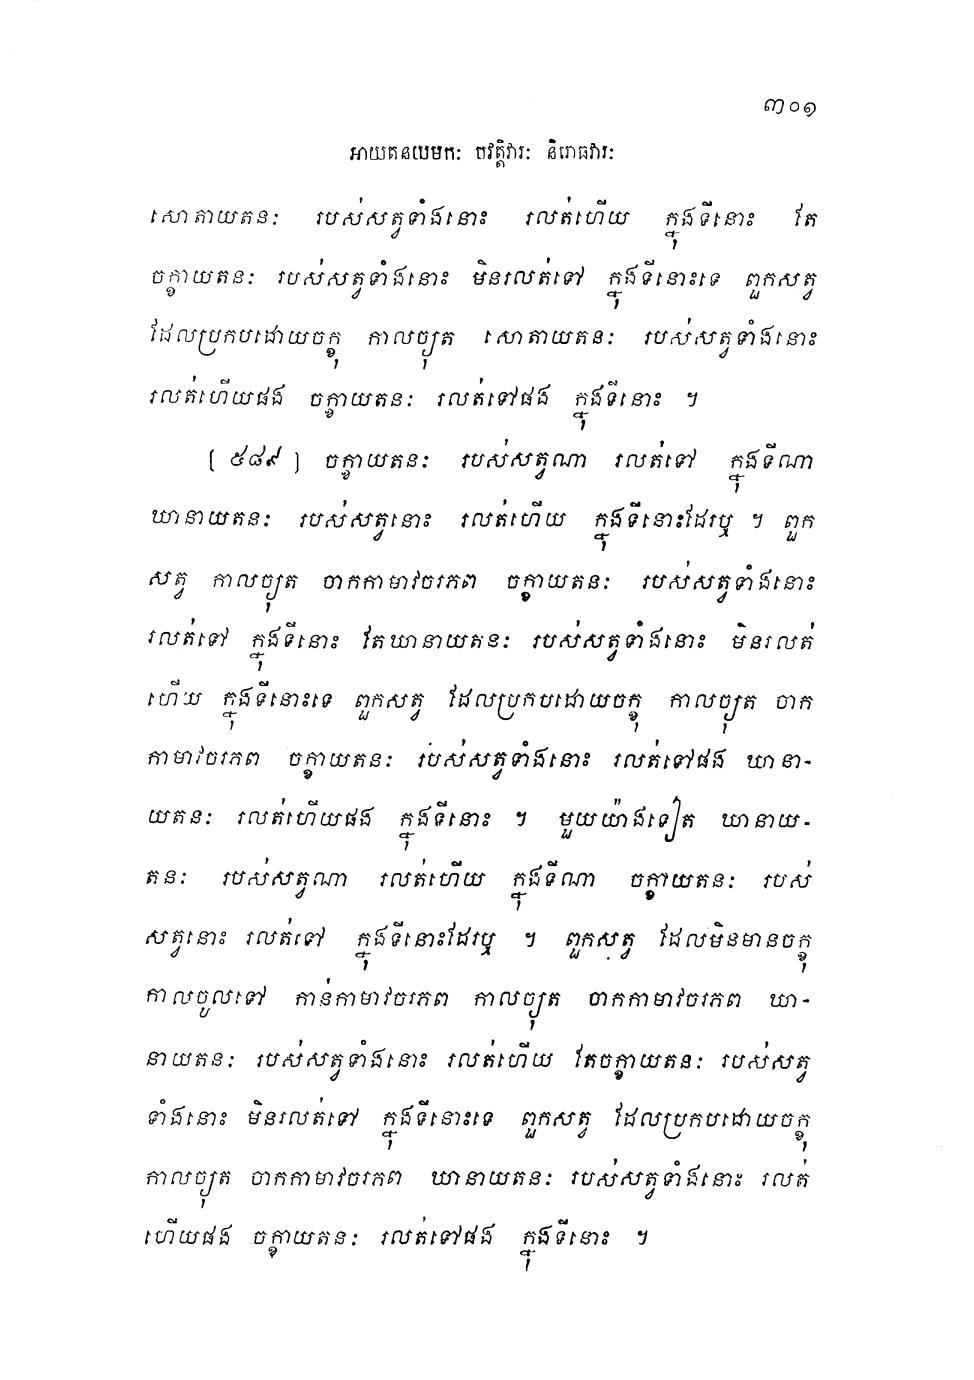 ៣០១
អាយតនយមកៈ បវត្តិវារៈ និរោធវារៈ
សោតាយតនៈ របស់សត្វទាំងនោះ រលត់ហើយ ក្នុងទីនោះ តែ
ចក្ខាយតនៈ របស់សត្វទាំងនោះ មិនរលត់ទៅ ក្នុងទីនោះទេ ពួកសត្វ
ដែលប្រកបដោយចក្ខុ កាលច្យុត សោតាយតនៈ របស់សត្វទាំងនោះ
រលត់ហើយផង ចក្ខាយតនៈ រលត់ទៅផង ក្នុងទីនោះ ។
[ ៥៨៩ ] ចក្ខាយតនៈ របស់សត្វណា រលត់ទៅ ក្នុងទីណា
ឃានាយតនៈ របស់សត្វនោះ រលត់ហើយ ក្នុងទីនោះដែរឬ ។ ពួក
សត្វ កាលច្យុត ចាកកាមាវចរភព ចក្ខាយតនៈ របស់សត្វទាំងនោះ
រលត់ទៅ ក្នុងទីនោះ តែឃានាយតនៈ របស់សត្វទាំងនោះ មិនរលត់
ហើយ ក្នុងទីនោះទេ ពួកសត្វ ដែលប្រកបដោយចក្ខុ កាលច្យុត ចាក
កាមាវចរភព ចក្ខាយតនៈ របស់សត្វទាំងនោះ រលត់ទៅផង ឃានា-
យតនៈ រលត់ហើយផង ក្នុងទីនោះ ។ មួយយ៉ាងទៀត ឃានាយ-
តនៈ របស់សត្វណា រលត់ហើយ ក្នុងទីណា ចក្ខាយតនៈ របស់
សត្វនោះ រលត់ទៅ ក្នុងទីនោះដែរឬ ។ ពួកសត្វ ដែលមិនមានចក្ខុ
កាលចូលទៅ កាន់កាមាវចរភព កាលច្យុត ចាកកាមាវចរភព ឃា-
នាយតនៈ របស់សត្វទាំងនោះ រលត់ហើយ តែចក្ខាយតនៈ របស់សត្វ
ទាំងនោះ មិនរលត់ទៅ ក្នុងទីនោះទេ ពួកសត្វ ដែលប្រកបដោយចក្ខុ
កាលច្យុត ចាកកាមាវចរភព ឃានាយតនៈ របស់សត្វទាំងនោះ រលត់
ហើយផង ចក្ខាយតនៈ រលត់ទៅផង ក្នុងទីនោះ ។